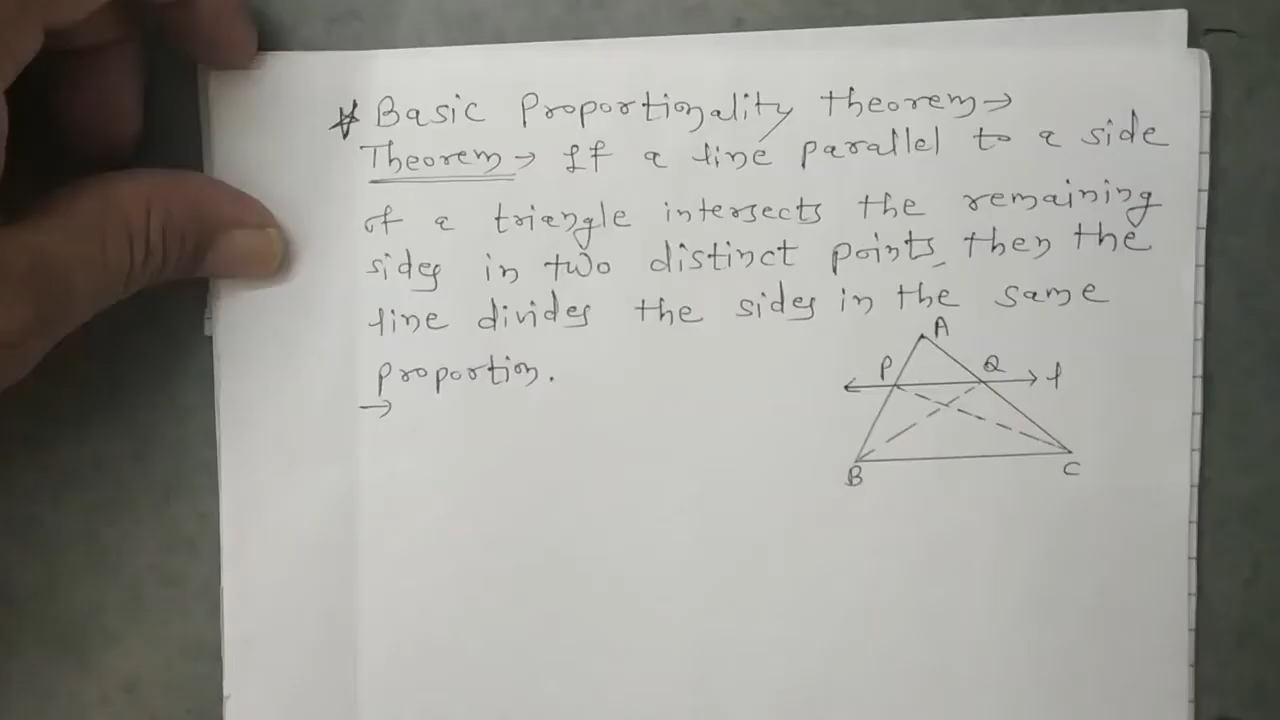 * Basic Proportionality theorem→
Theorem→ If a line parallel to a side
of a triangle intersects the remaining
sides in two distinct points, then the
line divides the sides in the same
proportion.
→
A
P Q l
B C